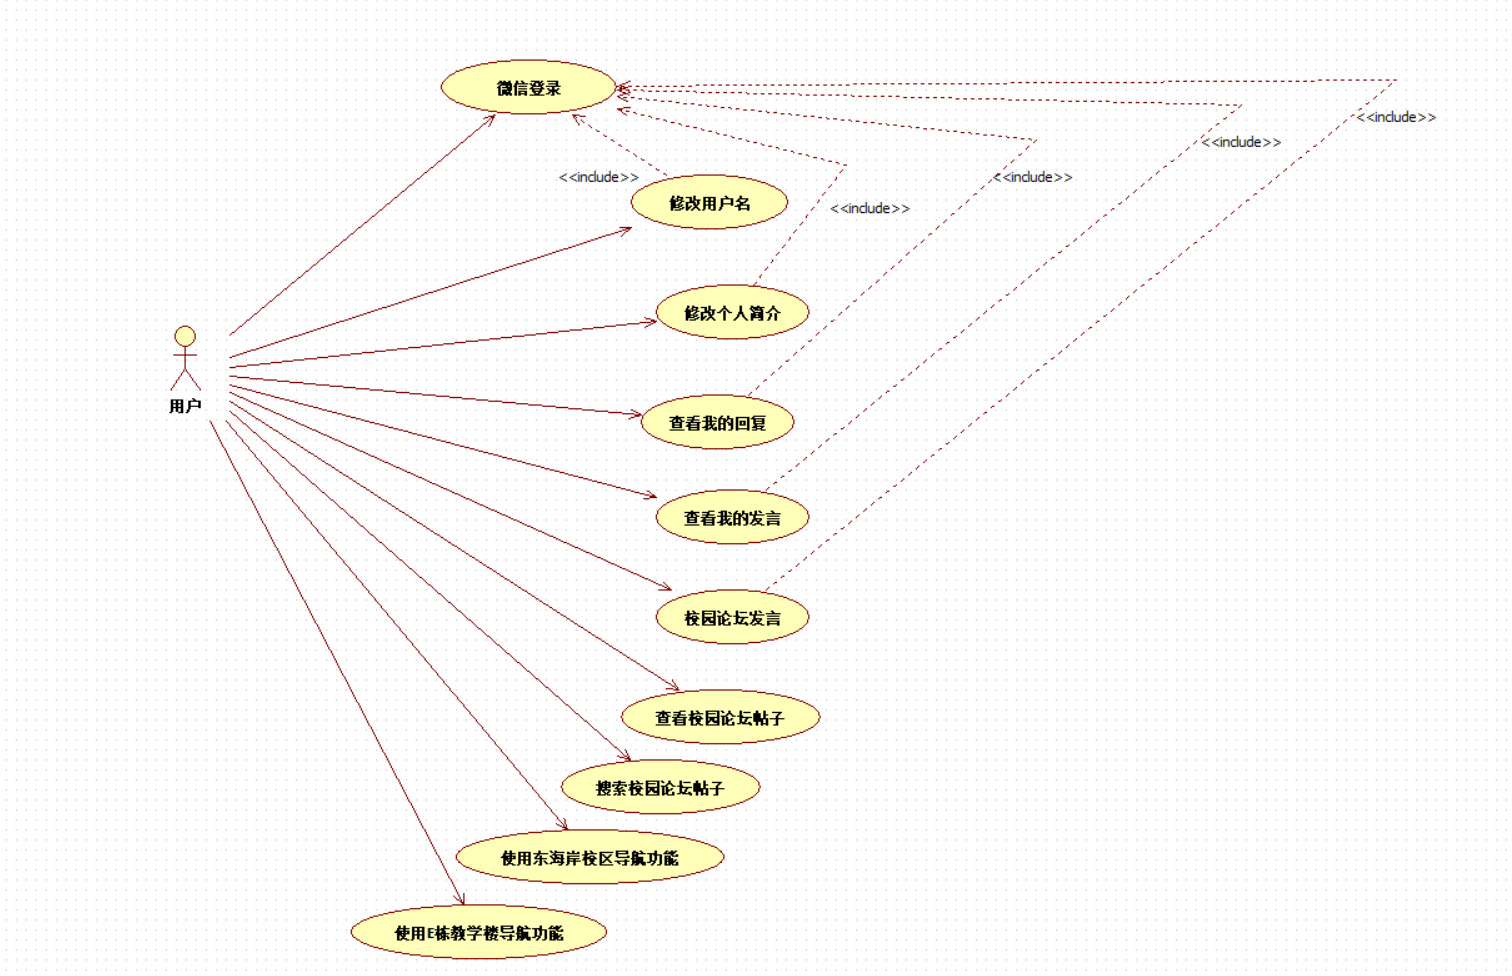 微信登录
<<include>>
<<include>>
<<include>>
<<include>>
<<include>>
修改用户名
修改个人简介
用户
查看我的回复
查看我的发言
校园论坛发言
查看校园论坛帖子
搜索校园论坛帖子
使用东海岸校区导航功能
使用E栋教学楼导航功能